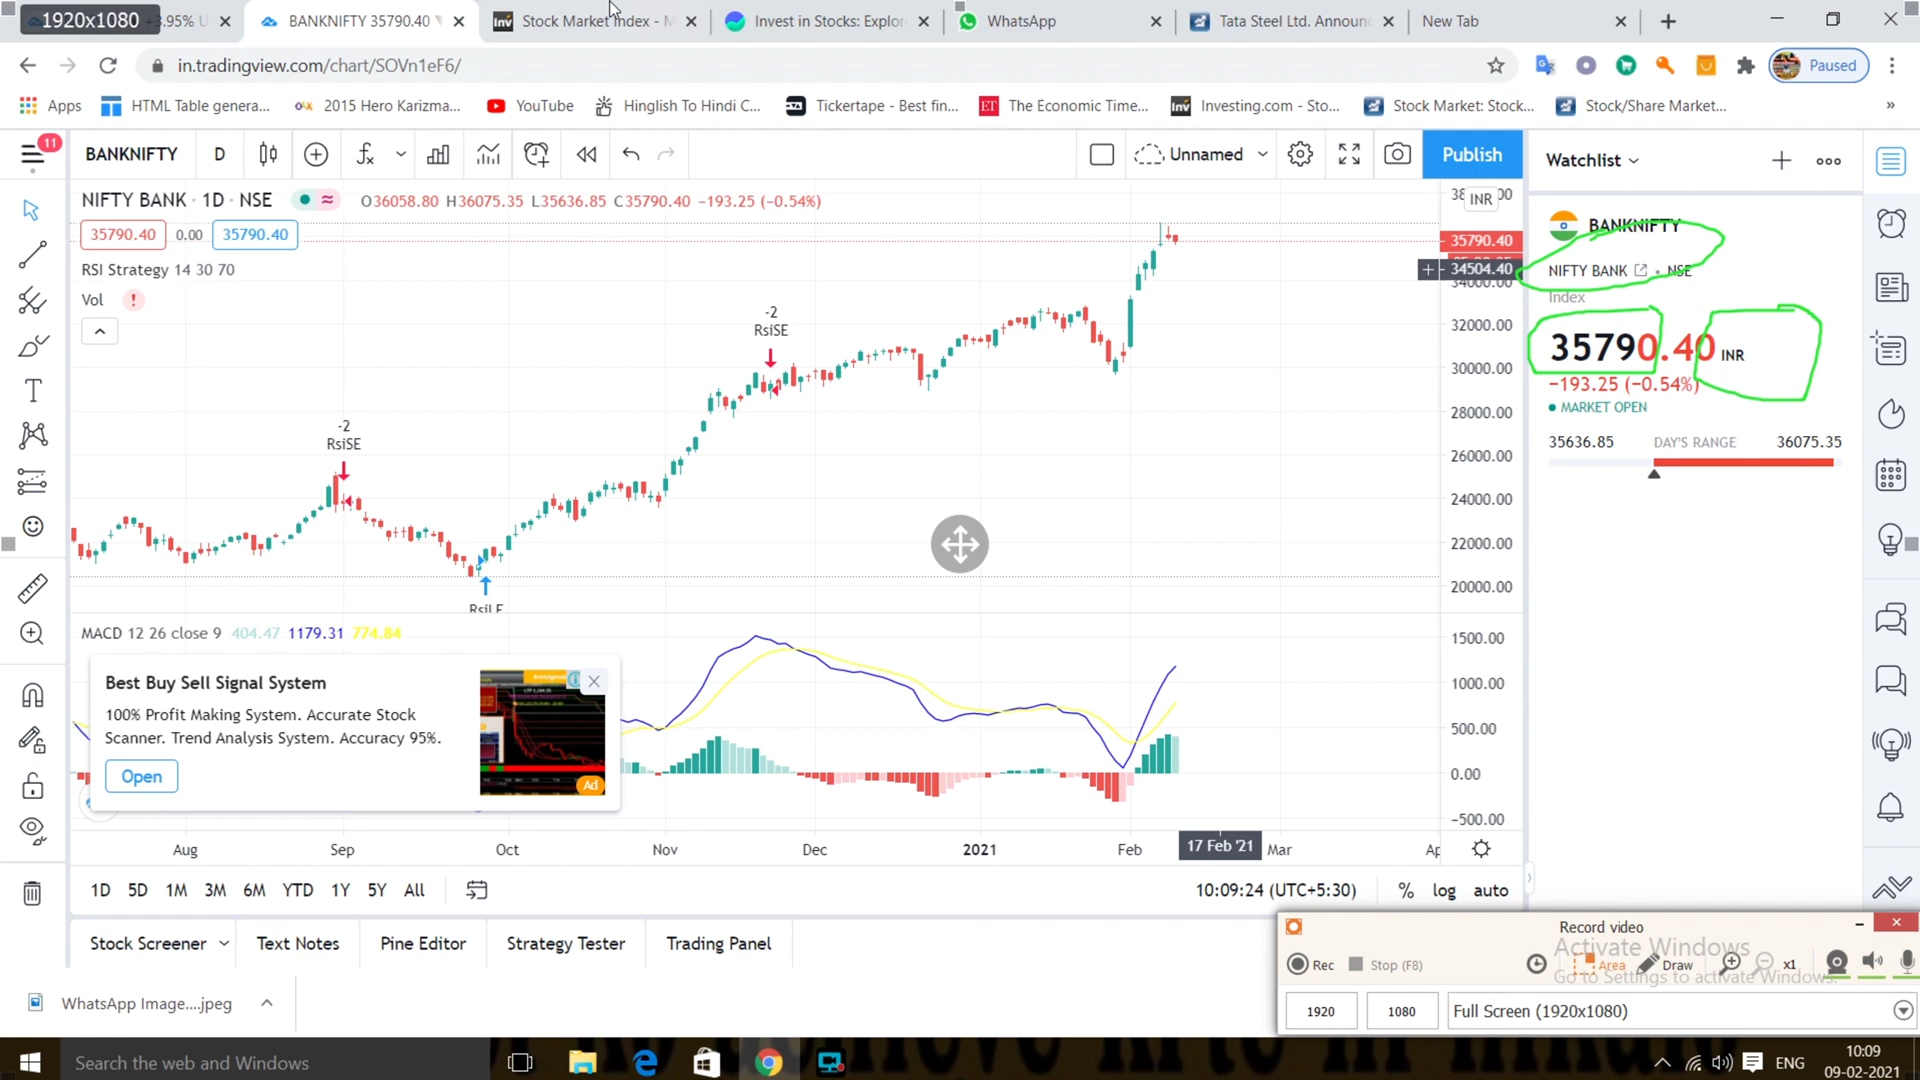 1920x1080
+3.95% U
BANKNIFTY 35790.40
Stock Market Index - M
Invest in Stocks: Explor
WhatsApp
Tata Steel Ltd. Announ
New Tab
in.tradingview.com/chart/SOVn1eF6/
Paused
Apps
HTML Table genera...
2015 Hero Karizma...
YouTube
Hinglish To Hindi C...
Tickertape - Best fin...
ET The Economic Time...
Inv Investing.com - Sto...
Stock Market: Stock...
Stock/Share Market...
»
11
BANKNIFTY
D
Unnamed
Publish
Watchlist
NIFTY BANK · 1D · NSE
O36058.80 H36075.35 L35636.85 C35790.40 −193.25 (−0.54%)
INR
35790.40
0.00
35790.40
RSI Strategy 14 30 70
Vol
!
-2
RsiSE
-2
RsiSE
RsiLE
35790.40
34504.40
34000.00
32000.00
30000.00
28000.00
26000.00
24000.00
22000.00
20000.00
BANKNIFTY
NIFTY BANK • NSE
Index
35790.40 INR
−193.25 (−0.54%)
MARKET OPEN
35636.85 DAY'S RANGE 36075.35
MACD 12 26 close 9 404.47 1179.31 774.84
1500.00
1000.00
500.00
0.00
−500.00
Best Buy Sell Signal System
100% Profit Making System. Accurate Stock
Scanner. Trend Analysis System. Accuracy 95%.
Open
Ad
Aug
Sep
Oct
Nov
Dec
2021
Feb
17 Feb '21
Mar
Ap
1D 5D 1M 3M 6M YTD 1Y 5Y All
10:09:24 (UTC+5:30)
% log auto
Stock Screener
Text Notes
Pine Editor
Strategy Tester
Trading Panel
Record video
Activate Windows
Go to Settings to activate Windows.
Rec
Stop (F8)
Area
Draw
x1
1920
1080
Full Screen (1920x1080)
WhatsApp Image....jpeg
Search the web and Windows
ENG
10:09
09-02-2021